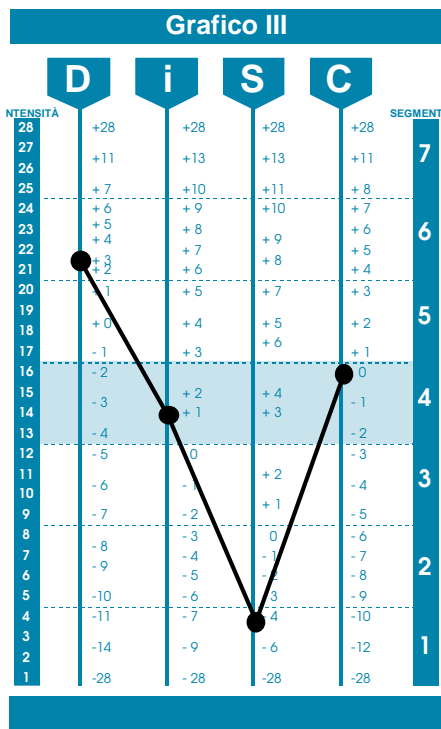 Grafico III
D i S C
NTENSITÀ SEGMENT
28 +28 +28 +28 +28
27 7
26 +11 +13 +13 +11
25 + 7 +10 +11 + 8
24 + 6 + 9 +10 + 7
23 + 5 + 8 + 6 6
22 + 4 + 7 + 9 + 5
21 + 3 + 8
+ 2 + 6 + 4
20 1 + 5 + 7 + 3
19 5
18 +0 + 4 + 5 + 2
17 - 1 + 3 + 6 + 1
16 - 2 0
15 - 3 + 2 + 4 - 1 4
14 + 1 + 3
13 - 4 - 2
12 - 5 0 - 3
11 + 2 3
10 - 6 - 1 - 4
9 - 7 - 2 + 1 - 5
8 - 3 0 - 6
7 - 8 - 4 - 1 - 7 2
6 - 9 - 5 - 2 - 8
5 -10 - 6 3 - 9
4 -11 - 7 4 -10
3 1
2 -14 - 9 - 6 -12
1 -28 - 28 -28 -28